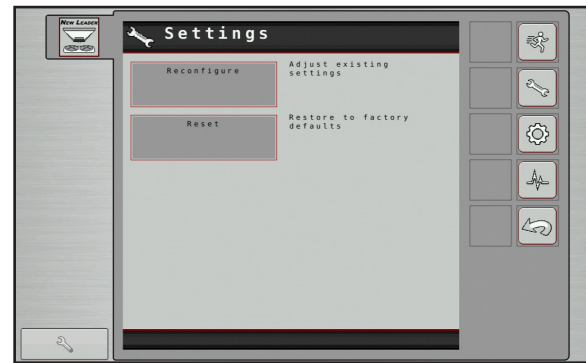 NEW LEADER
Settings
Reconfigure
Adjust existing
settings
Reset
Restore to factory
defaults